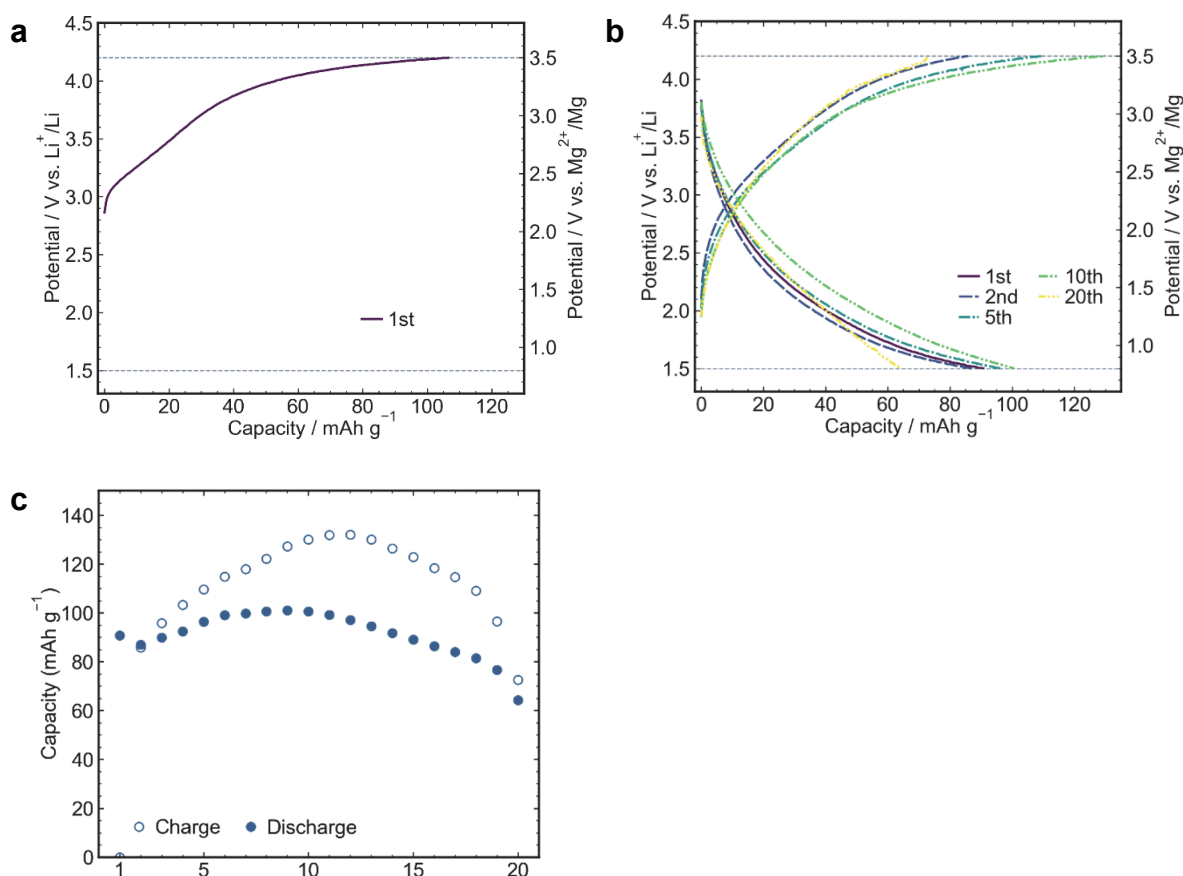 a
4.5
4.0
3.5
3.0
2.5
2.0
1.5
Potential / V vs. Li⁺/Li
3.5
3.0
2.5
2.0
1.5
1.0
Potential / V vs. Mg²⁺/Mg
1st
0 20 40 60 80 100 120
Capacity / mAh g⁻¹
b
4.0
3.5
3.0
2.5
2.0
1.5
Potential / V vs. Li⁺/Li
3.5
3.0
2.5
2.0
1.5
1.0
Potential / V vs. Mg²⁺/Mg
1st 10th
2nd 20th
5th
0 20 40 60 80 100 120
Capacity / mAh g⁻¹
c
140
120
100
80
60
40
20
0
Capacity (mAh g⁻¹)
Charge Discharge
1 5 10 15 20